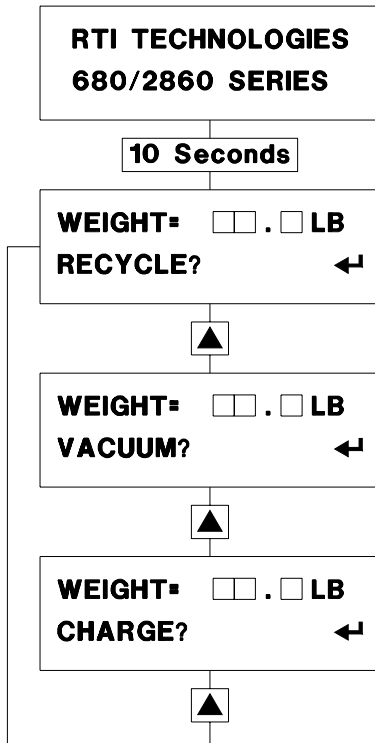 RTI TECHNOLOGIES
680/2860 SERIES
10 Seconds
WEIGHT= □□.□ LB
RECYCLE? ↵
▲
WEIGHT= □□.□ LB
VACUUM? ↵
▲
WEIGHT= □□.□ LB
CHARGE? ↵
▲